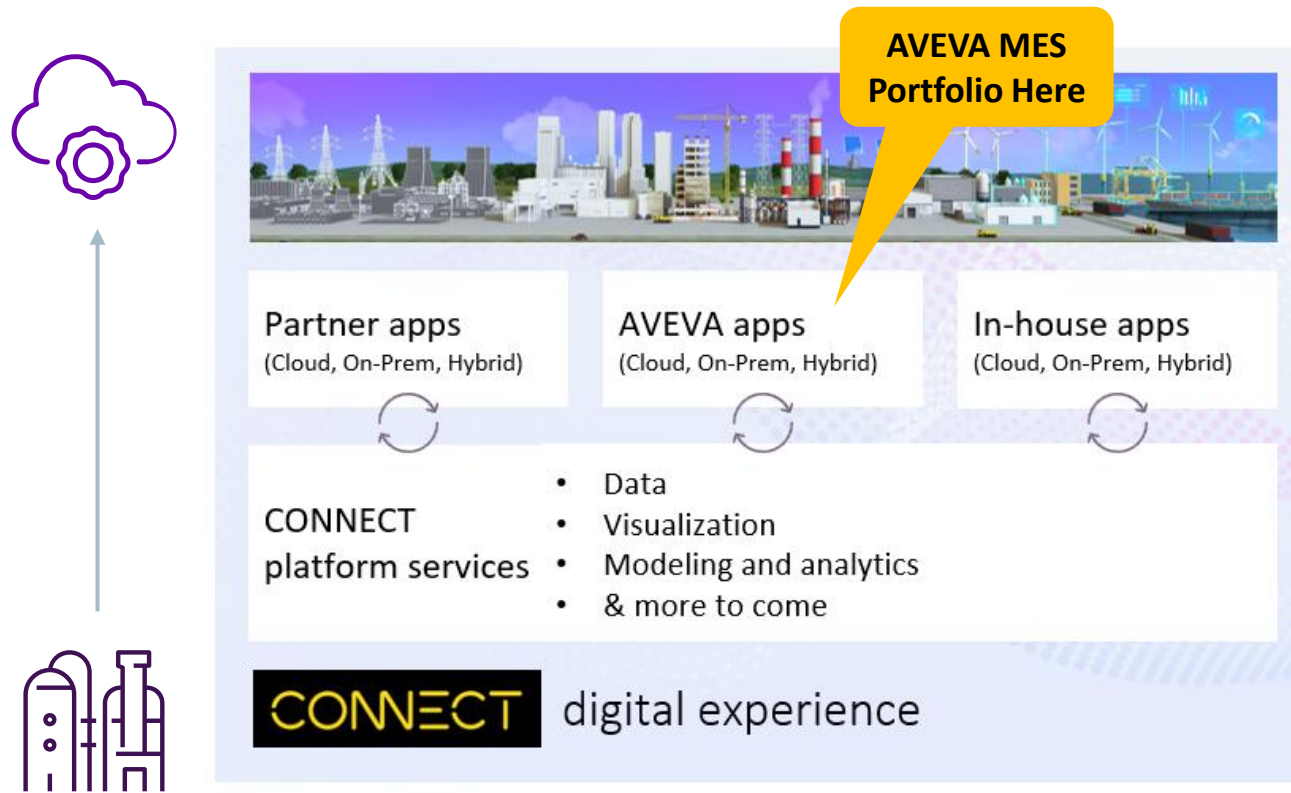 AVEVA MES
Portfolio Here
Partner apps
(Cloud, On-Prem, Hybrid)
AVEVA apps
(Cloud, On-Prem, Hybrid)
In-house apps
(Cloud, On-Prem, Hybrid)
CONNECT
platform services
• Data
• Visualization
• Modeling and analytics
• & more to come
CONNECT digital experience